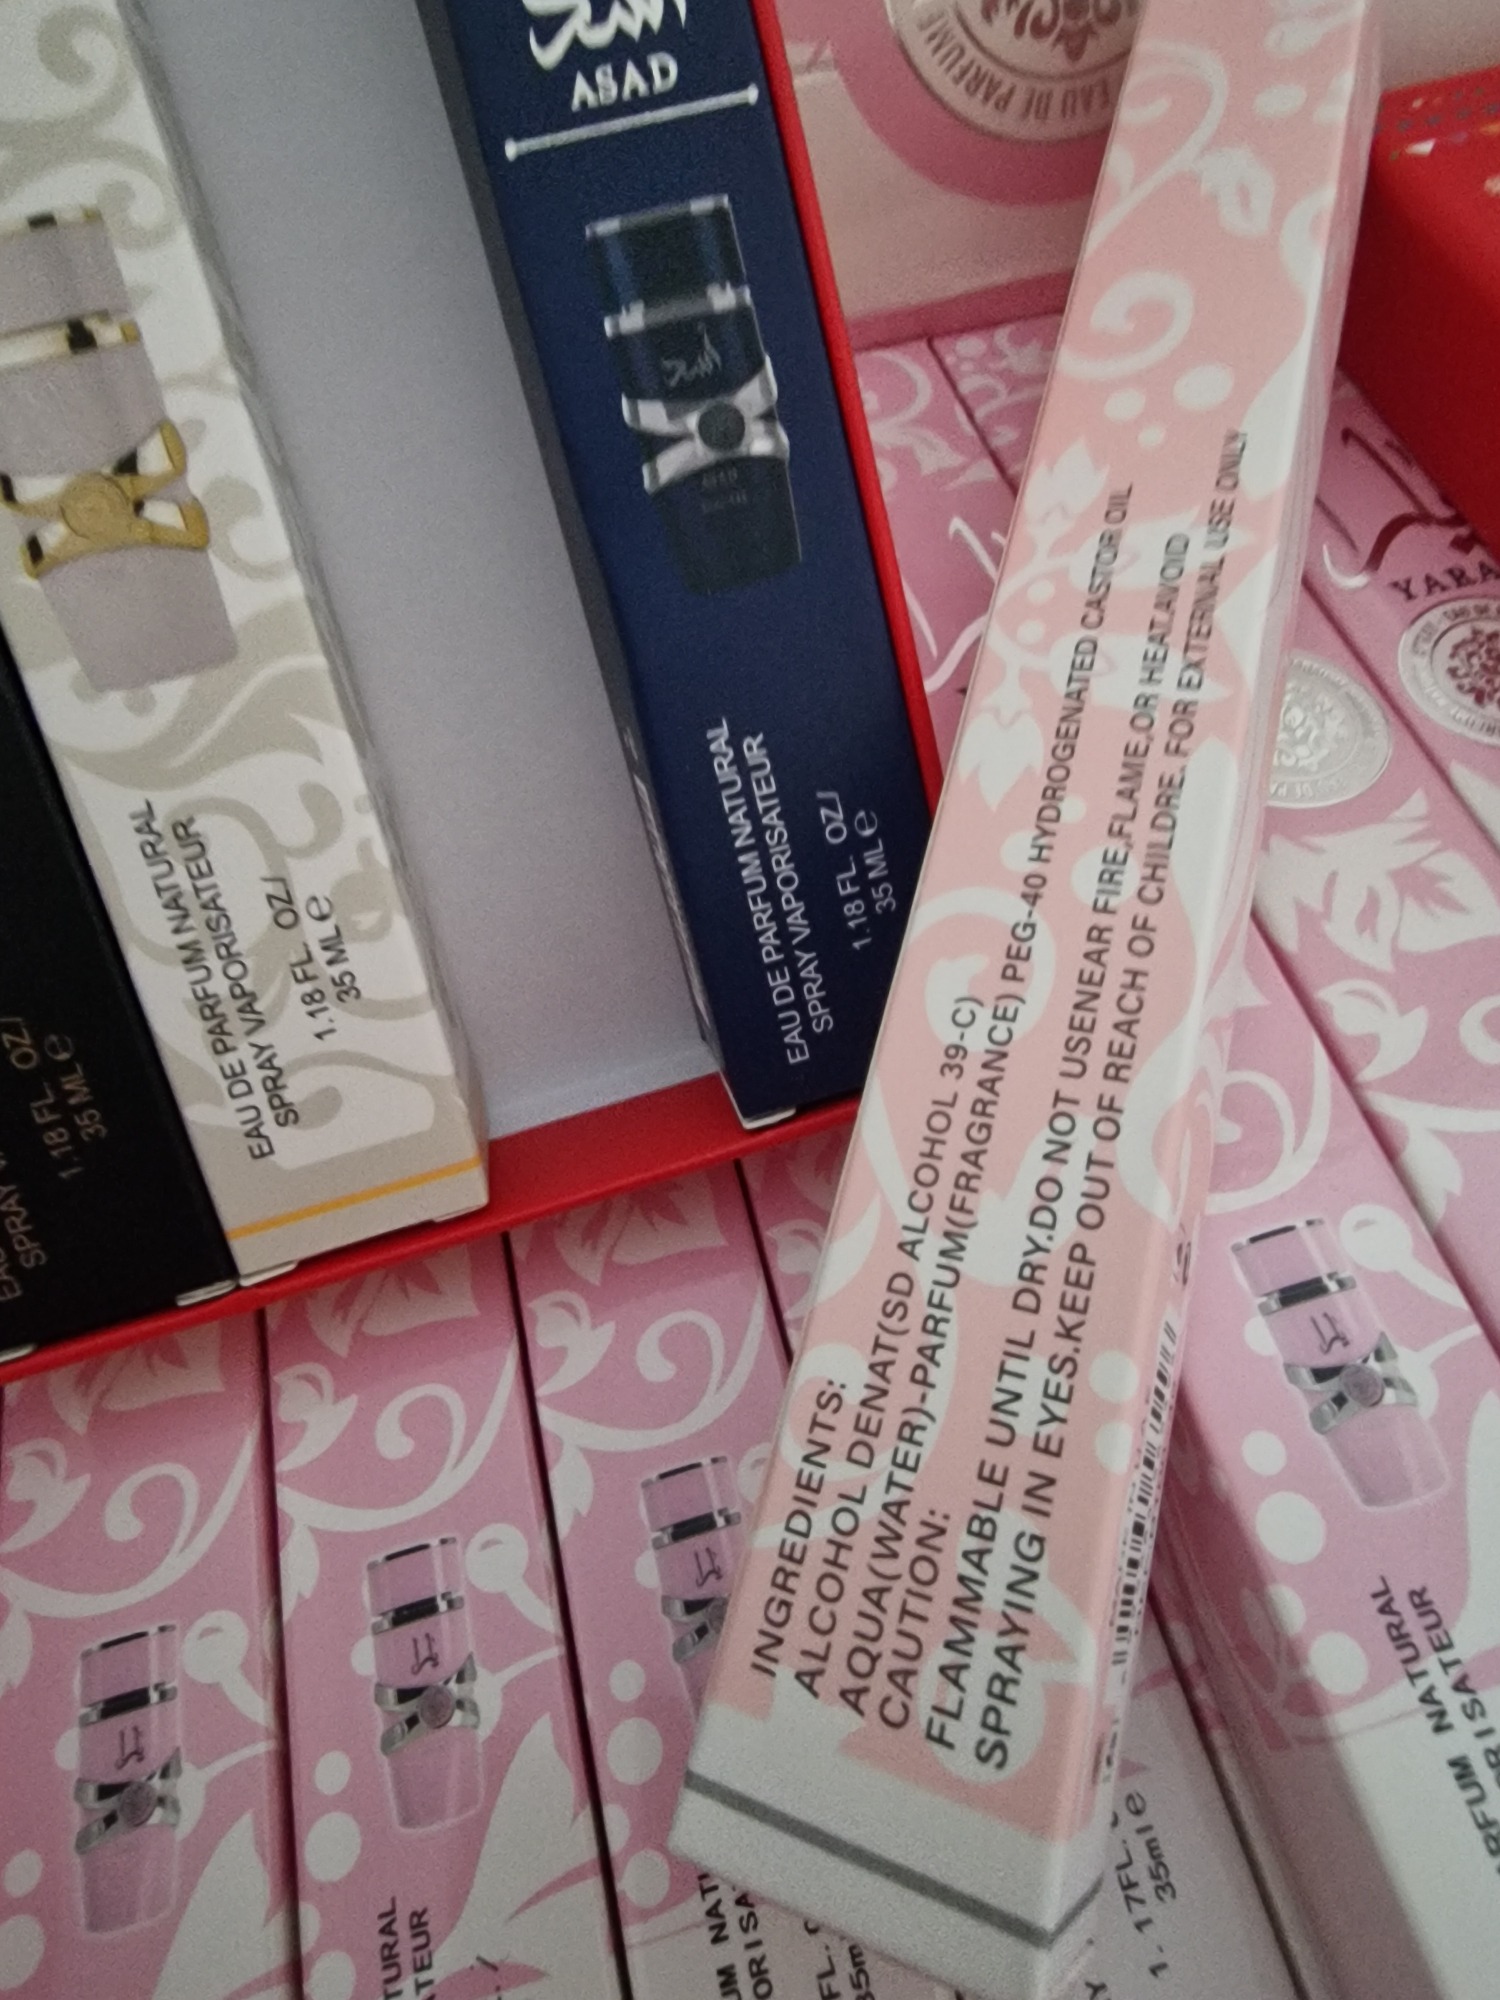 أسد
ASAD
EAU DE PARFUM NATURAL
SPRAY VAPORISATEUR
1.18 FL. OZ/
35 ML e
EAU DE PARFUM NATURAL
SPRAY VAPORISATEUR
1.18 FL. OZ/
35 ML e
SPRAY
1.18 FL. OZ/
35 ML e
EAU DE PARFUM
INGREDIENTS:
ALCOHOL DENAT(SD ALCOHOL 39-C)
AQUA(WATER)-PARFUM(FRAGRANCE) PEG-40 HYDROGENATED CASTOR OIL
CAUTION:
FLAMMABLE UNTIL DRY.DO NOT USENEAR FIRE,FLAME,OR HEAT.AVOID
SPRAYING IN EYES.KEEP OUT OF REACH OF CHILDRE. FOR EXTERNAL USE ONLY
YARA
NATURAL
1.17FL.
35ml e